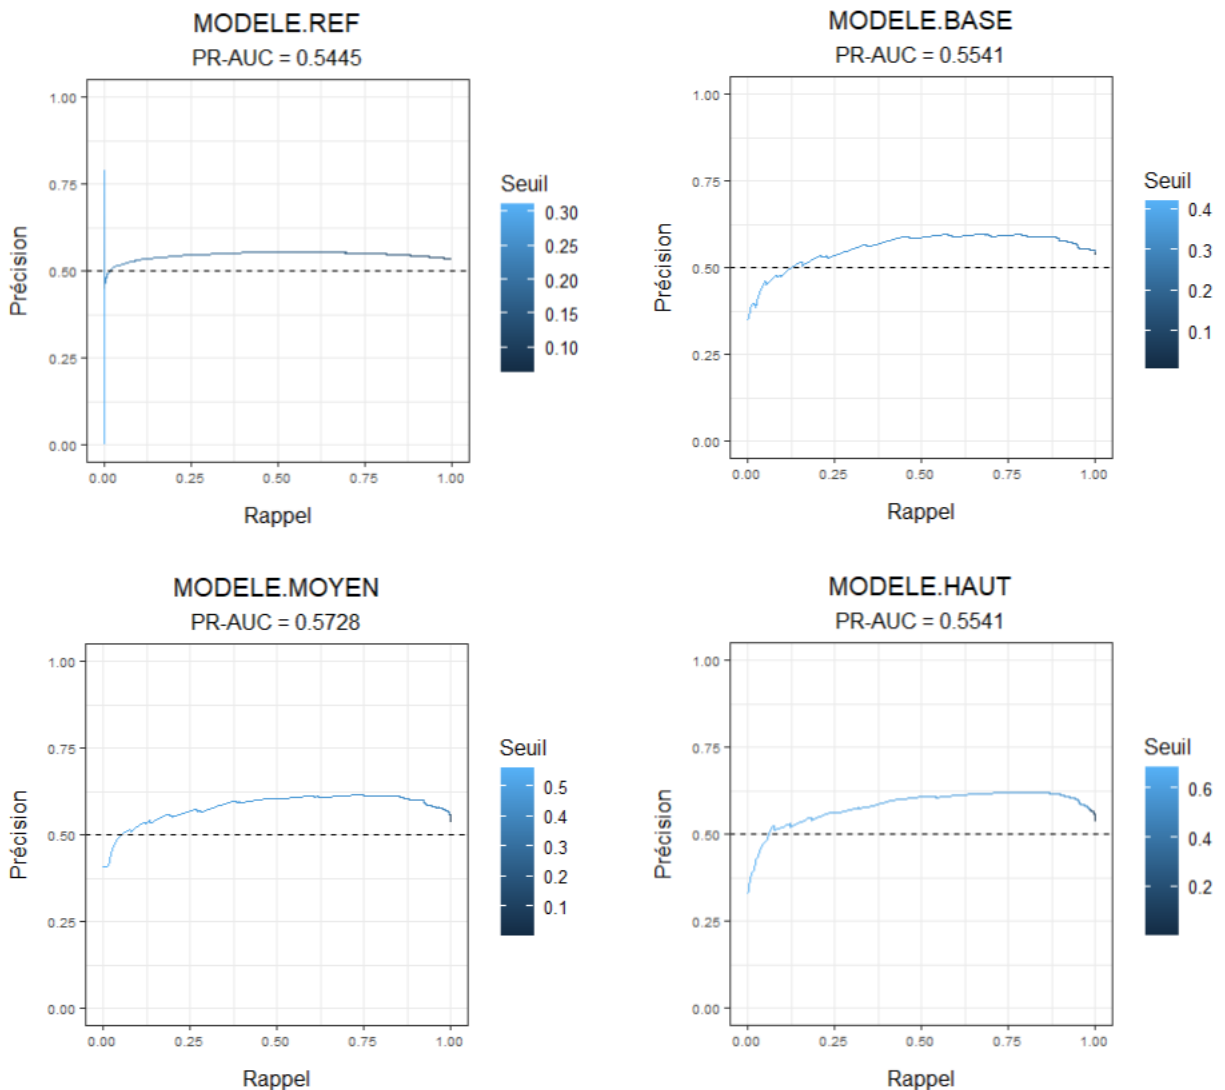 MODELE.REF
PR-AUC = 0.5445
1.00
0.75
0.50
0.25
0.00
Précision
0.00 0.25 0.50 0.75 1.00
Rappel
Seuil
0.30
0.25
0.20
0.15
0.10
MODELE.BASE
PR-AUC = 0.5541
1.00
0.75
0.50
0.25
0.00
Précision
0.00 0.25 0.50 0.75 1.00
Rappel
Seuil
0.4
0.3
0.2
0.1
MODELE.MOYEN
PR-AUC = 0.5728
1.00
0.75
0.50
0.25
0.00
Précision
0.00 0.25 0.50 0.75 1.00
Rappel
Seuil
0.5
0.4
0.3
0.2
0.1
MODELE.HAUT
PR-AUC = 0.5541
1.00
0.75
0.50
0.25
0.00
Précision
0.00 0.25 0.50 0.75 1.00
Rappel
Seuil
0.6
0.4
0.2